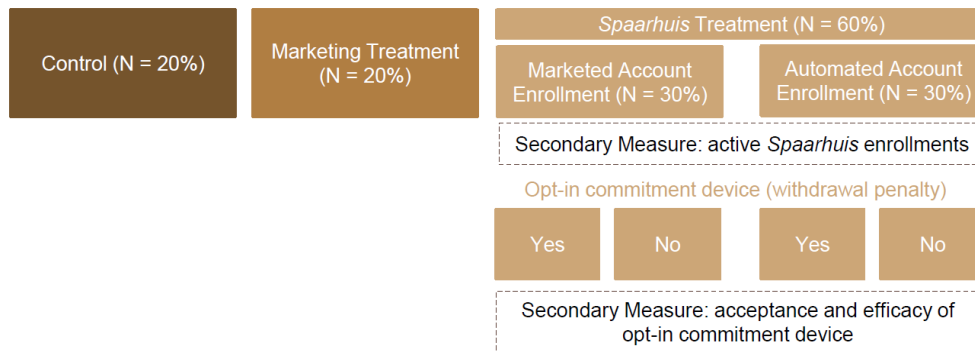 Control (N = 20%)
Marketing Treatment
(N = 20%)
Spaarhuis Treatment (N = 60%)
Marketed Account
Enrollment (N = 30%)
Automated Account
Enrollment (N = 30%)
Secondary Measure: active Spaarhuis enrollments
Opt-in commitment device (withdrawal penalty)
Yes
No
Yes
No
Secondary Measure: acceptance and efficacy of
opt-in commitment device